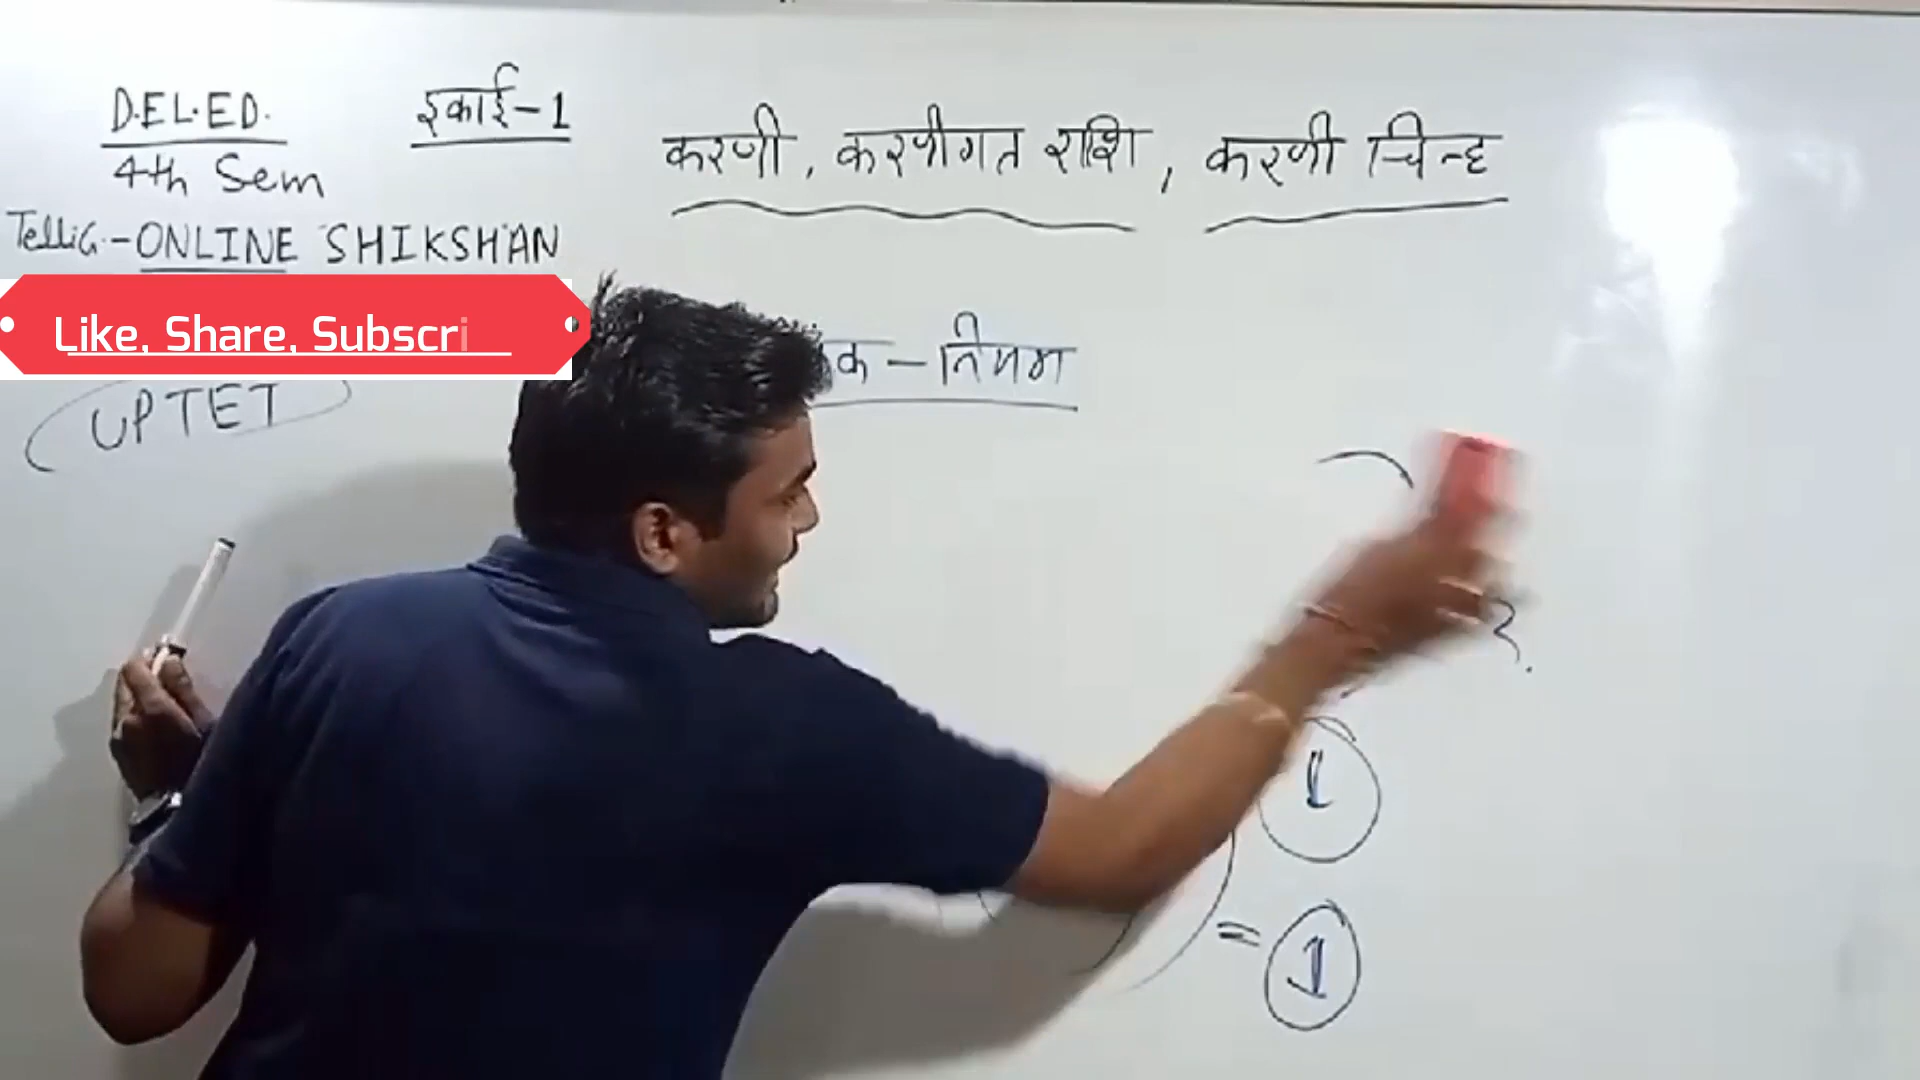 D.EL.ED. इकाई-1
4th Sem
करणी, करणीगत राशि, करणी चिन्ह
ONLINE SHIKSHAN
Like, Share, Subscri
क - नियम
UPTET
2.
1
= 1